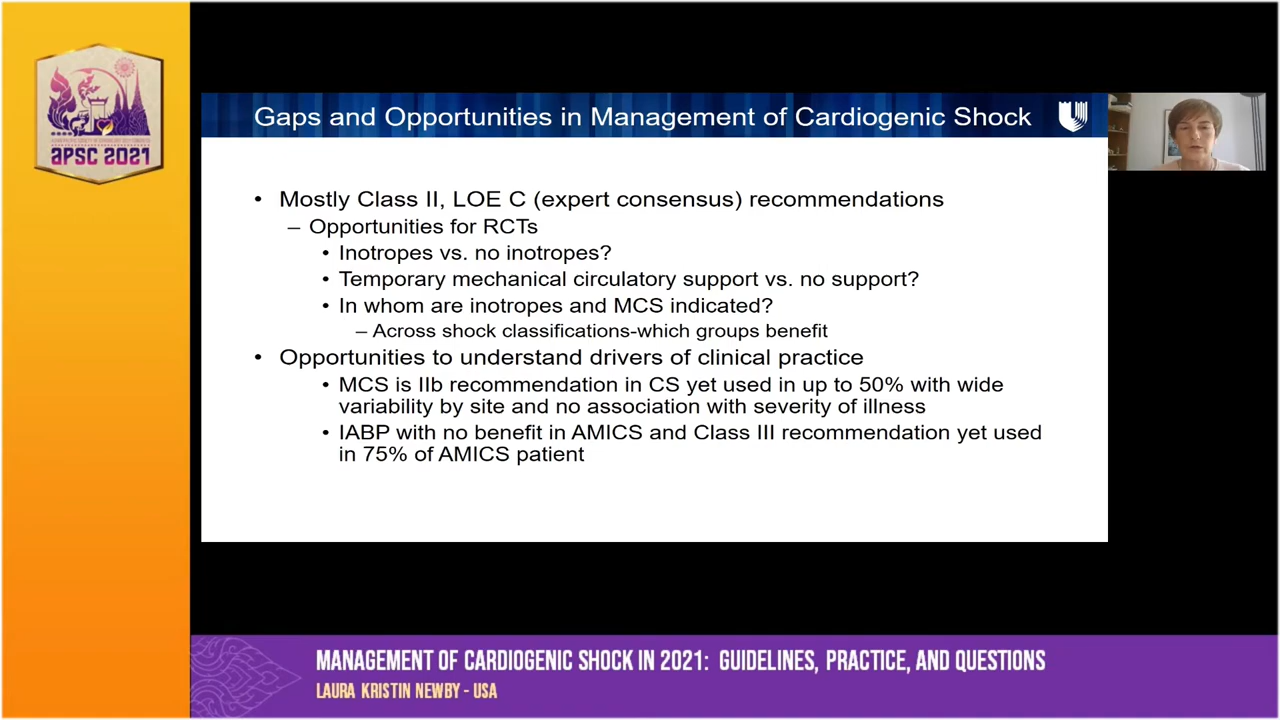 APSC 2021
Gaps and Opportunities in Management of Cardiogenic Shock
• Mostly Class II, LOE C (expert consensus) recommendations
– Opportunities for RCTs
• Inotropes vs. no inotropes?
• Temporary mechanical circulatory support vs. no support?
• In whom are inotropes and MCS indicated?
– Across shock classifications-which groups benefit
• Opportunities to understand drivers of clinical practice
• MCS is IIb recommendation in CS yet used in up to 50% with wide
variability by site and no association with severity of illness
• IABP with no benefit in AMICS and Class III recommendation yet used
in 75% of AMICS patient
MANAGEMENT OF CARDIOGENIC SHOCK IN 2021: GUIDELINES, PRACTICE, AND QUESTIONS
LAURA KRISTIN NEWBY - USA